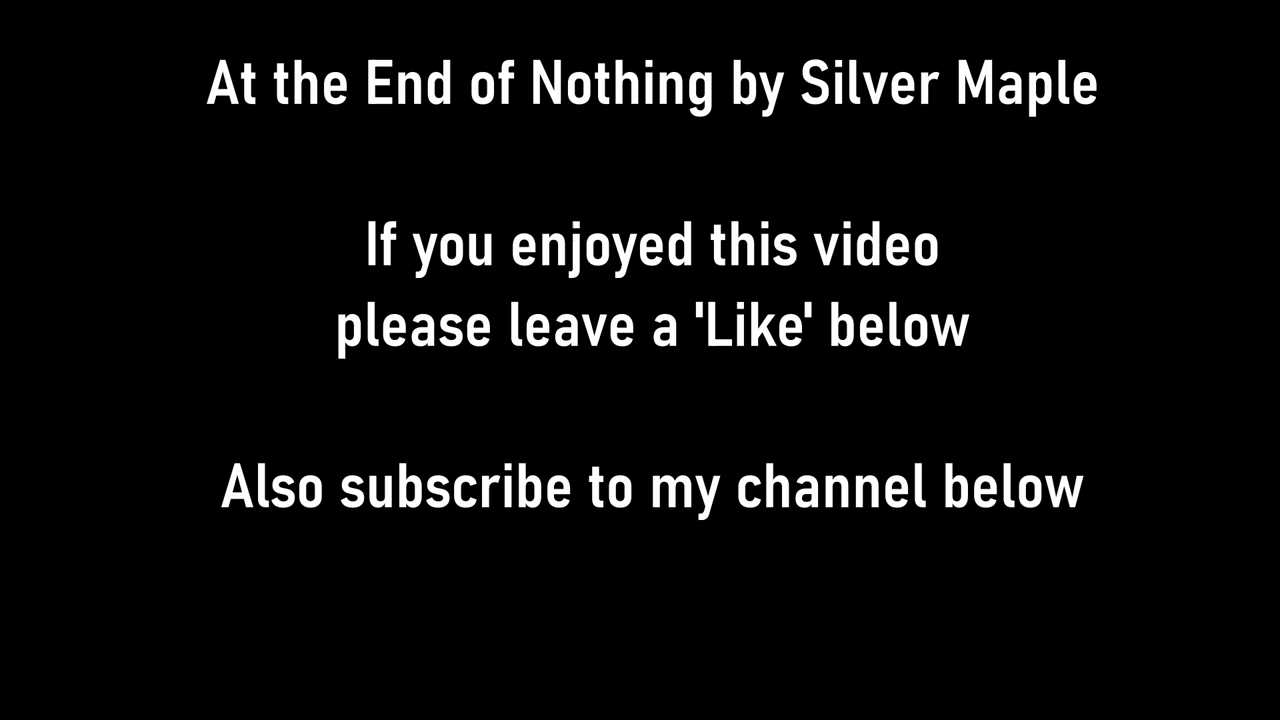 At the End of Nothing by Silver Maple
If you enjoyed this video
please leave a 'Like' below
Also subscribe to my channel below